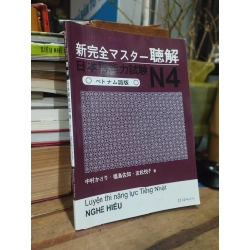 新完全マスター 聴解
日本語能力試験 N4
ベトナム語版
中村かおり・福島佐知・友松悦子 著
Luyện thi năng lực Tiếng Nhật
NGHE HIỂU